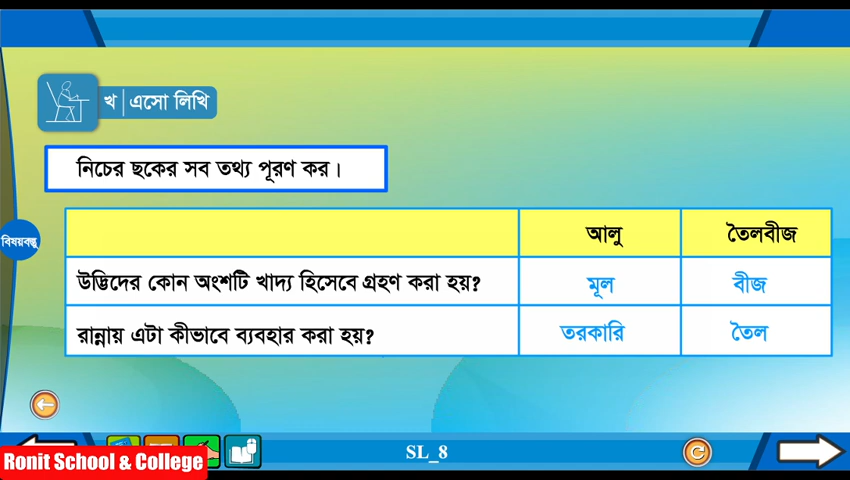 খ | এসো লিখি
নিচের ছকের সব তথ্য পূরণ কর।
বিষয়বস্তু
আলু তৈলবীজ
উদ্ভিদের কোন অংশটি খাদ্য হিসেবে গ্রহণ করা হয়? মূল বীজ
রান্নায় এটা কীভাবে ব্যবহার করা হয়? তরকারি তৈল
SL_8
Ronit School & College